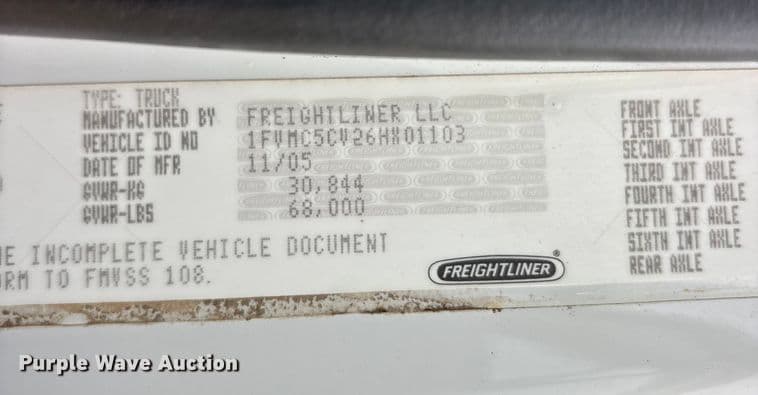 TYPE: TRUCK
MANUFACTURED BY FREIGHTLINER LLC
VEHICLE ID NO 1FVMC5CV26HX01103
DATE OF MFR 11/05
GVWR-KG 30,844
GVWR-LBS 68,000
INCOMPLETE VEHICLE DOCUMENT
TO FMVSS 108.
FREIGHTLINER®
FRONT AXLE
FIRST INT AXLE
SECOND INT AXLE
THIRD INT AXLE
FOURTH INT AXLE
FIFTH INT AXLE
SIXTH INT AXLE
REAR AXLE
Purple Wave Auction